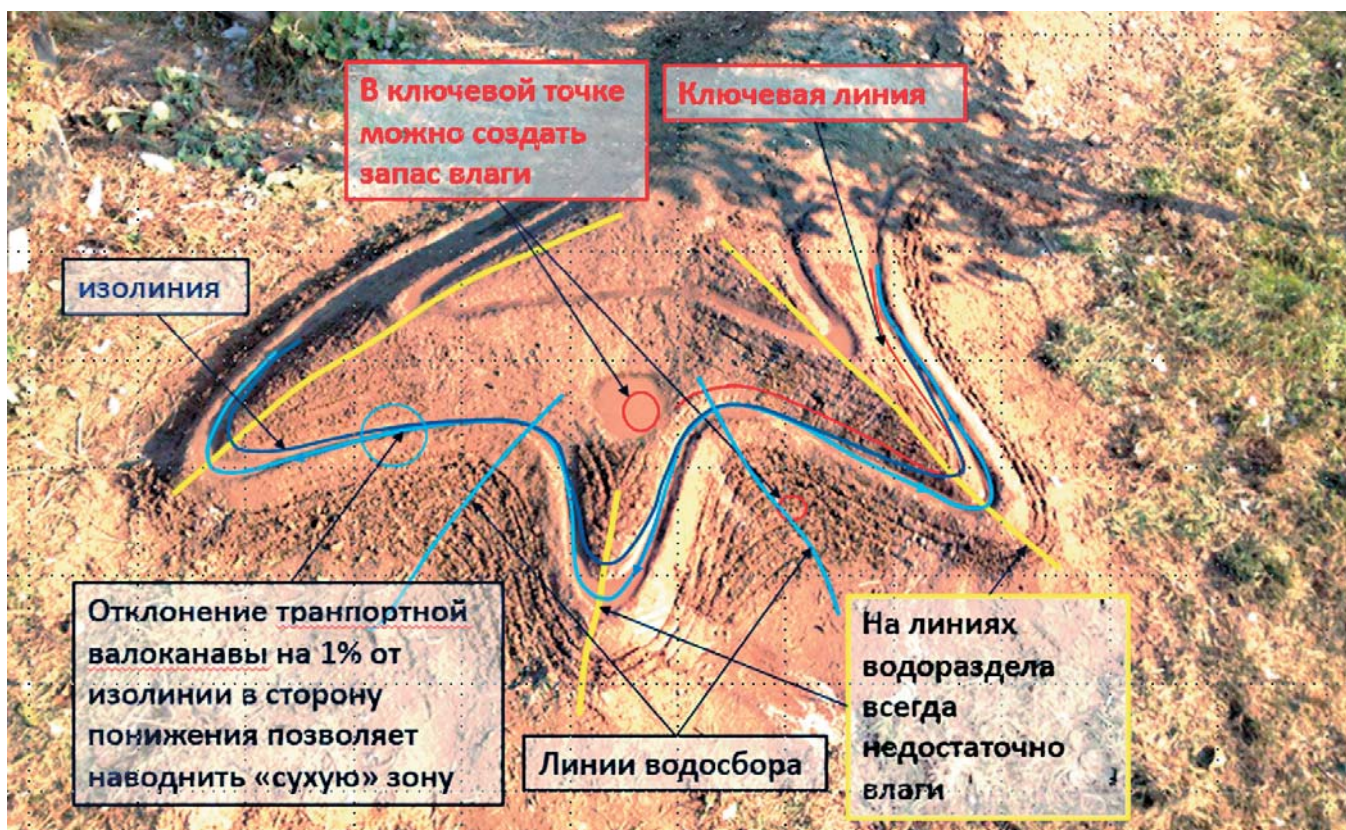 В ключевой точке
можно создать
запас влаги
Ключевая линия
изолиния
Отклонение транпортной
валоканавы на 1% от
изолинии в сторону
понижения позволяет
наводнить «сухую» зону
Линии водосбора
На линиях
водораздела
всегда
недостаточно
влаги